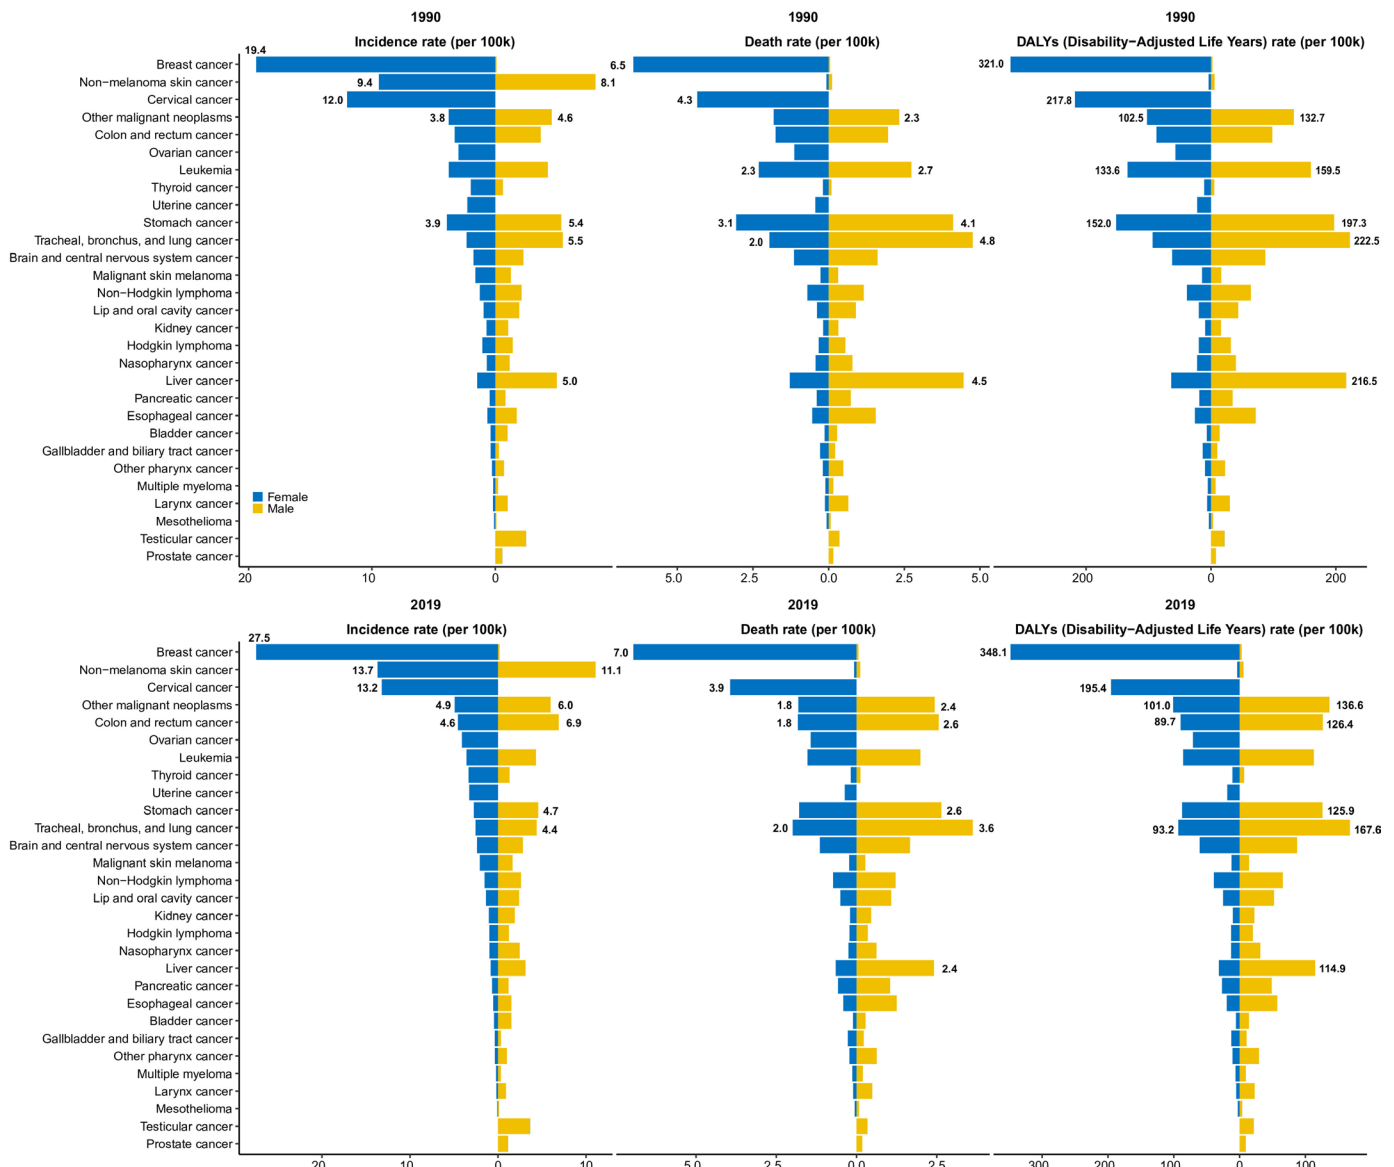 1990
1990
1990
Incidence rate (per 100k)
Death rate (per 100k)
DALYs (Disability−Adjusted Life Years) rate (per 100k)
Breast cancer 19.4 6.5 321.0
Non−melanoma skin cancer 9.4 8.1
Cervical cancer 12.0 4.3 217.8
Other malignant neoplasms 3.8 4.6 2.3 102.5 132.7
Colon and rectum cancer
Ovarian cancer
Leukemia 2.3 2.7 133.6 159.5
Thyroid cancer
Uterine cancer
Stomach cancer 3.9 5.4 3.1 4.1 152.0 197.3
Tracheal, bronchus, and lung cancer 5.5 2.0 4.8 222.5
Brain and central nervous system cancer
Malignant skin melanoma
Non−Hodgkin lymphoma
Lip and oral cavity cancer
Kidney cancer
Hodgkin lymphoma
Nasopharynx cancer
Liver cancer 5.0 4.5 216.5
Pancreatic cancer
Esophageal cancer
Bladder cancer
Gallbladder and biliary tract cancer
Other pharynx cancer
Multiple myeloma
Female
Larynx cancer
Male
Mesothelioma
Testicular cancer
Prostate cancer
20 10 0 5.0 2.5 0.0 2.5 5.0 200 0 200
2019
2019
2019
Incidence rate (per 100k)
Death rate (per 100k)
DALYs (Disability−Adjusted Life Years) rate (per 100k)
Breast cancer 27.5 7.0 348.1
Non−melanoma skin cancer 13.7 11.1
Cervical cancer 13.2 3.9 195.4
Other malignant neoplasms 4.9 6.0 1.8 2.4 101.0 136.6
Colon and rectum cancer 4.6 6.9 1.8 2.6 89.7 126.4
Ovarian cancer
Leukemia
Thyroid cancer
Uterine cancer
Stomach cancer 4.7 2.6 125.9
Tracheal, bronchus, and lung cancer 4.4 2.0 3.6 93.2 167.6
Brain and central nervous system cancer
Malignant skin melanoma
Non−Hodgkin lymphoma
Lip and oral cavity cancer
Kidney cancer
Hodgkin lymphoma
Nasopharynx cancer
Liver cancer 2.4 114.9
Pancreatic cancer
Esophageal cancer
Bladder cancer
Gallbladder and biliary tract cancer
Other pharynx cancer
Multiple myeloma
Larynx cancer
Mesothelioma
Testicular cancer
Prostate cancer
20 10 0 10 5.0 2.5 0.0 2.5 300 200 100 0 100